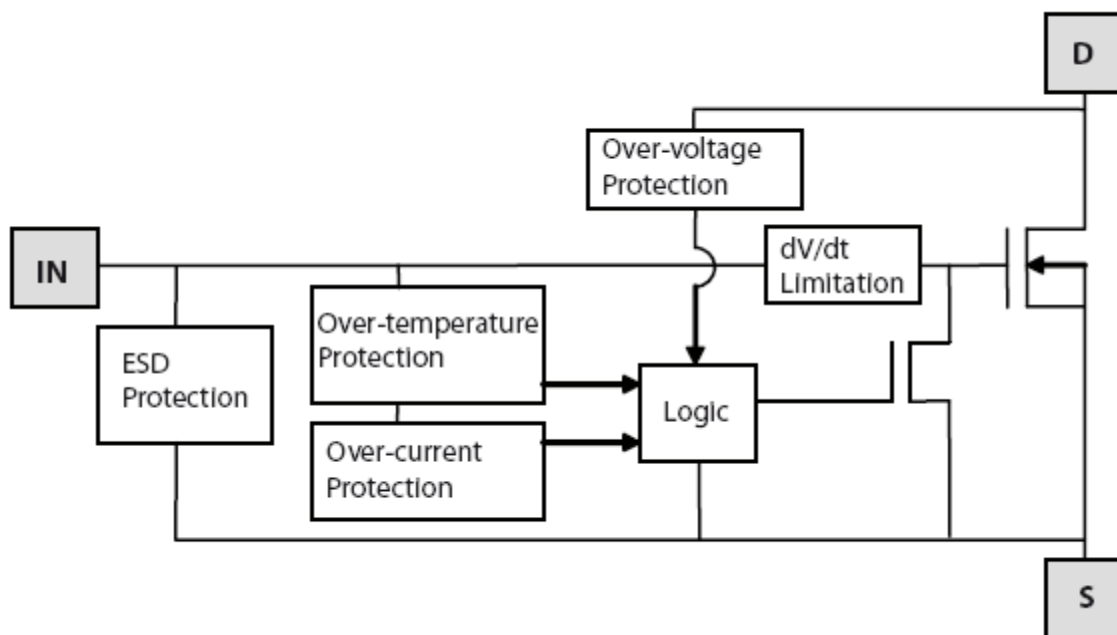 D
Over-voltage
Protection
IN
dV/dt
Limitation
Over-temperature
Protection
ESD
Protection
Logic
Over-current
Protection
S